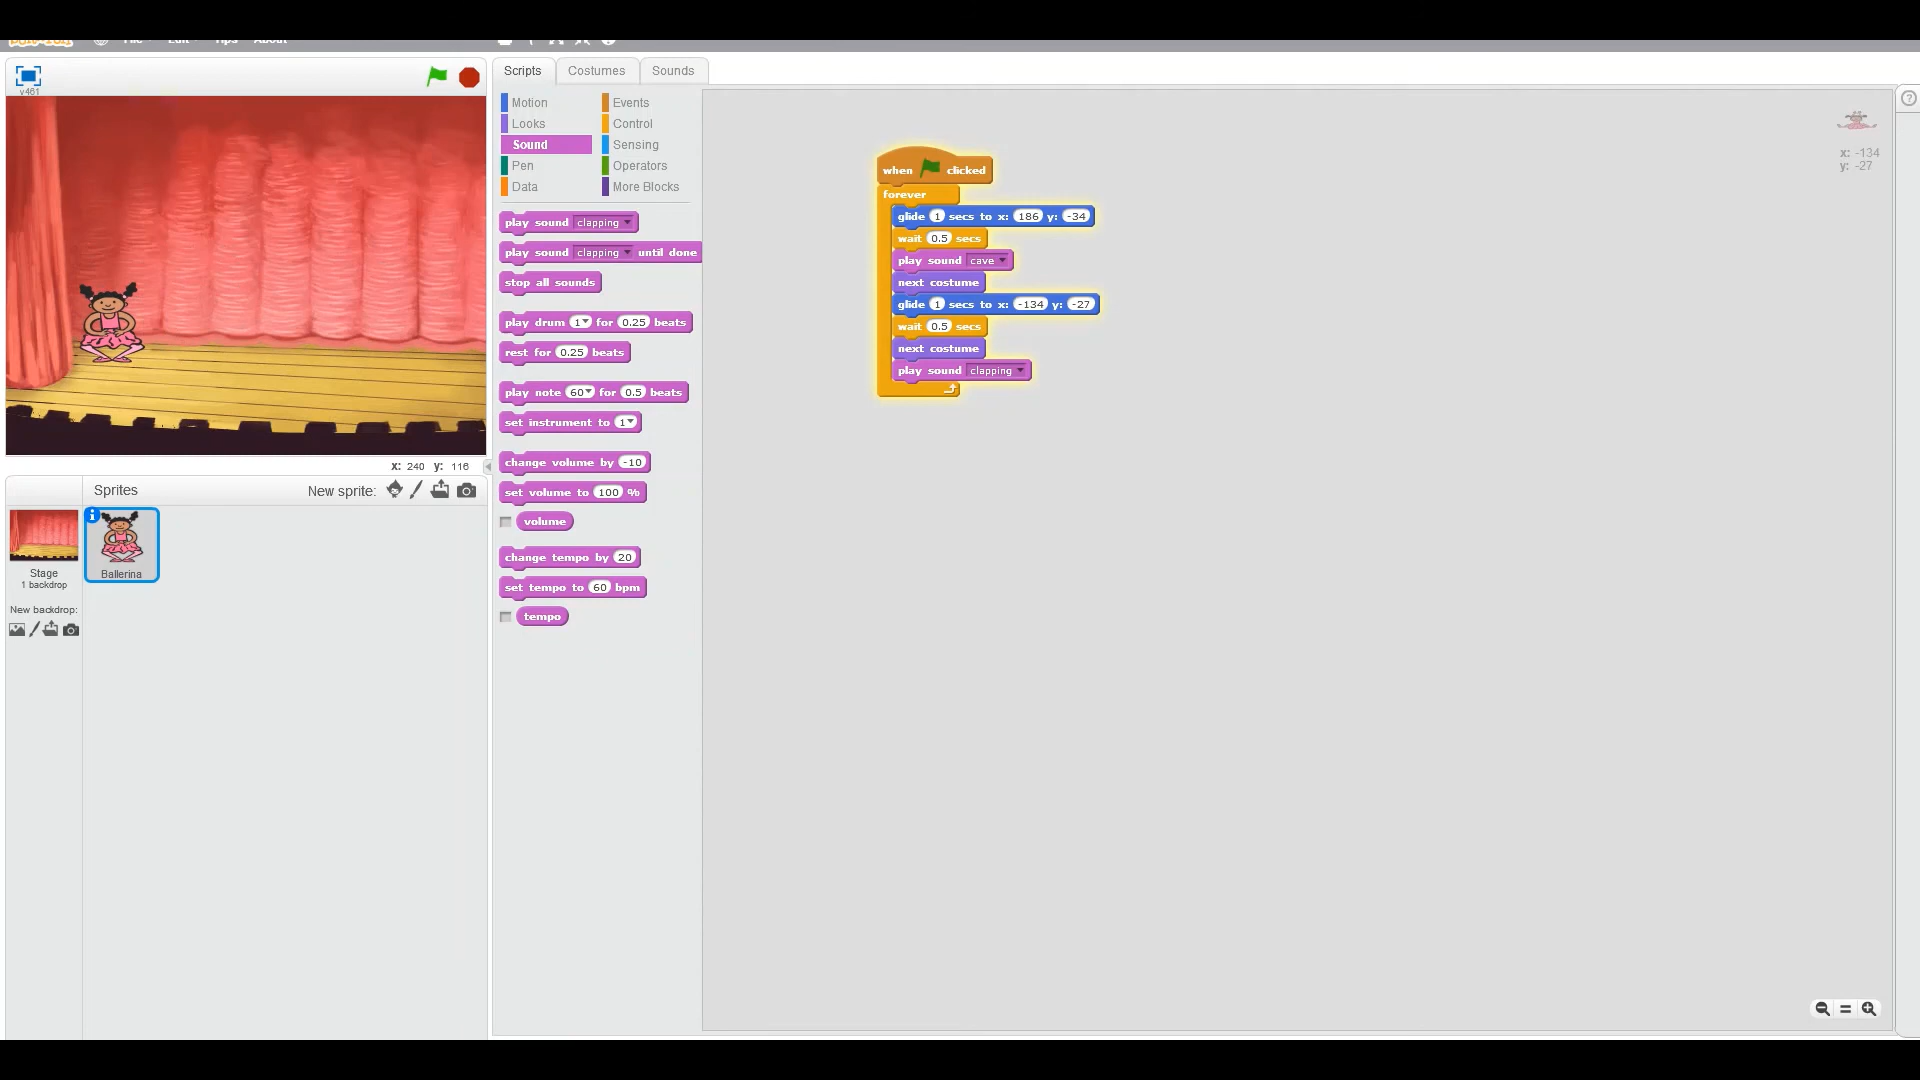 File Edit Tips About
v461
Scripts Costumes Sounds
Motion Events
Looks Control
Sound Sensing
Pen Operators
Data More Blocks
play sound clapping
play sound clapping until done
stop all sounds
play drum 1 for 0.25 beats
rest for 0.25 beats
play note 60 for 0.5 beats
set instrument to 1
change volume by -10
set volume to 100 %
volume
change tempo by 20
set tempo to 60 bpm
tempo
when clicked
forever
glide 1 secs to x: 186 y: -34
wait 0.5 secs
play sound cave
next costume
glide 1 secs to x: -134 y: -27
wait 0.5 secs
next costume
play sound clapping
x: -134
y: -27
x: 240 y: 116
Sprites New sprite:
Stage
1 backdrop
Ballerina
New backdrop: